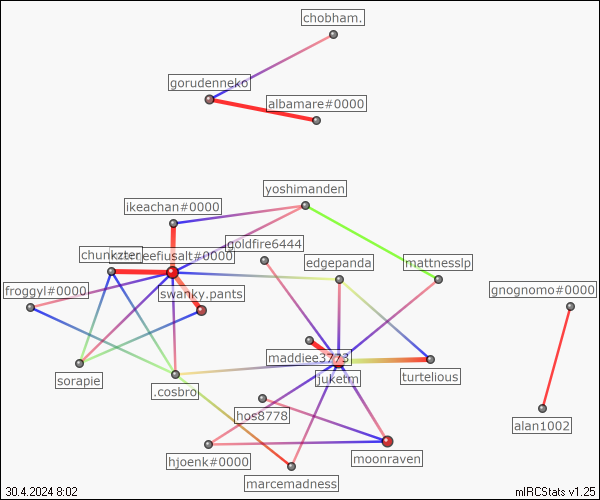 chobham.
gorudenneko
albamare#0000
yoshimanden
ikeachan#0000
goldfire6444
chunkzter
eefiusalt#0000
edgepanda
mattnesslp
froggyl#0000
swanky.pants
gnognomo#0000
maddiee3773
juketm
turtelious
sorapie
.cosbro
hos8778
alan1002
hjoenk#0000
moonraven
marcemadness
30.4.2024 8:02
mIRCStats v1.25